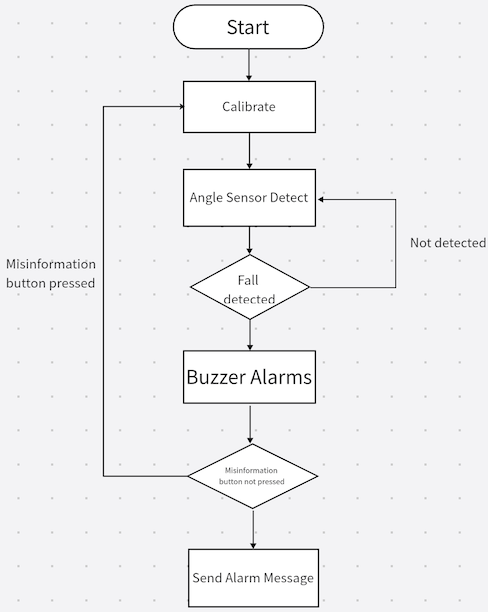 Start
Calibrate
Angle Sensor Detect
Not detected
Misinformation
button pressed
Fall
detected
Buzzer Alarms
Misinformation
button not pressed
Send Alarm Message